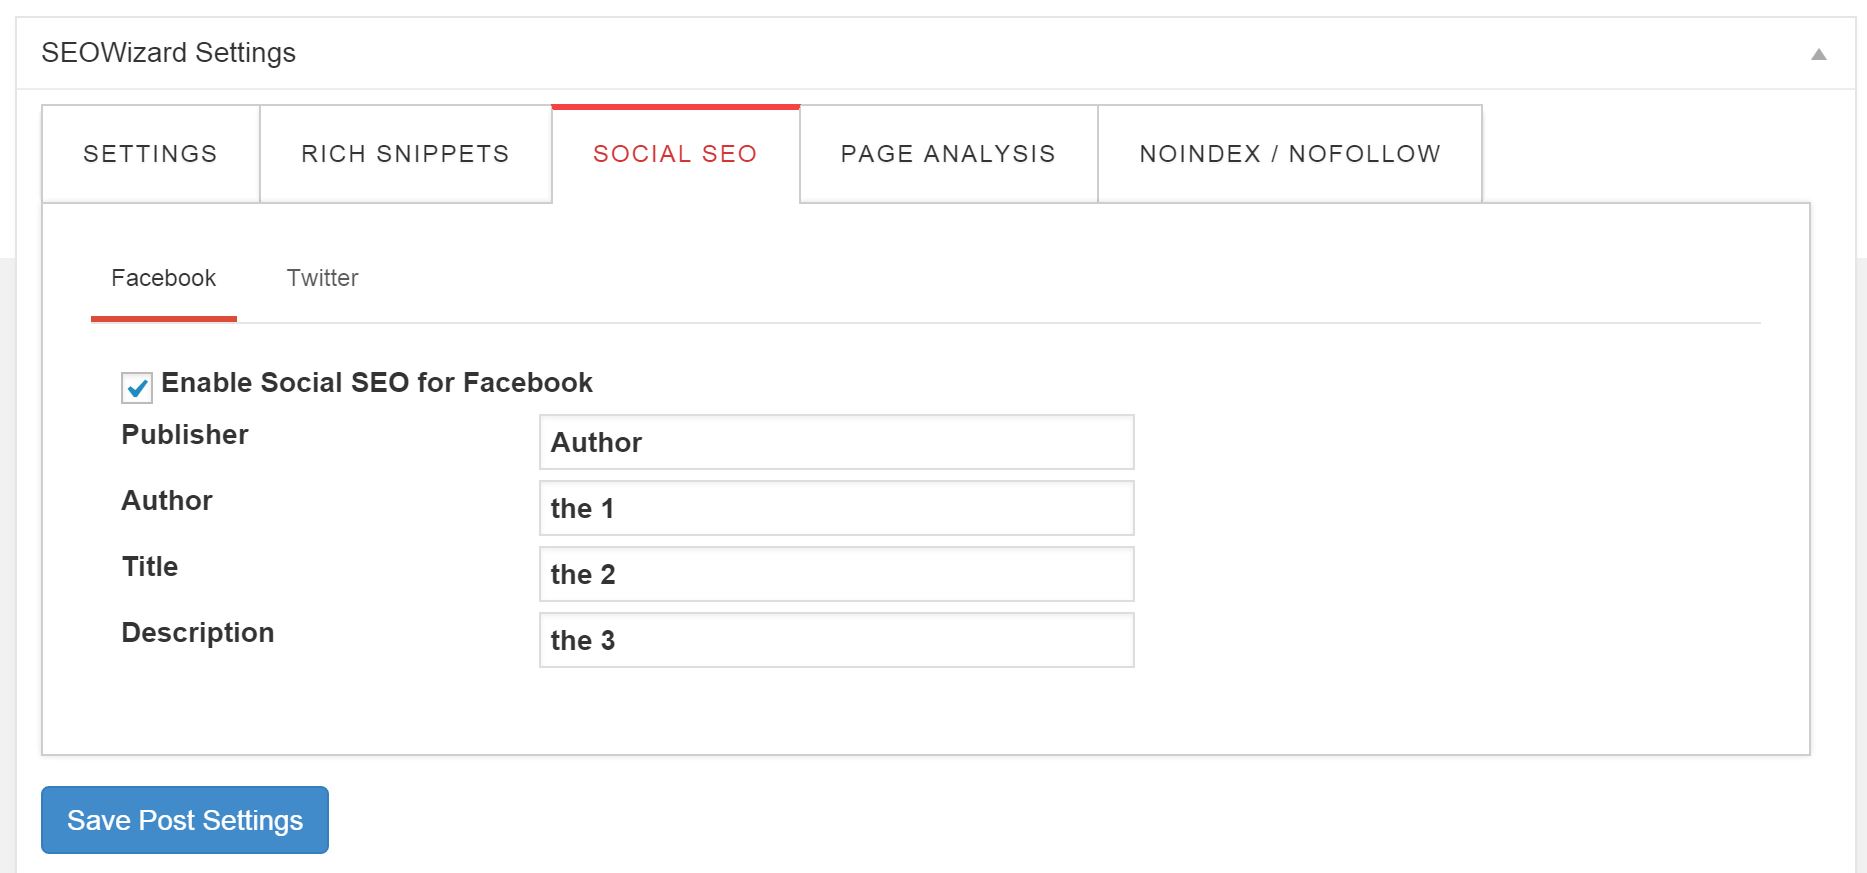 SEOWizard Settings
SETTINGS
RICH SNIPPETS
SOCIAL SEO
PAGE ANALYSIS
NOINDEX / NOFOLLOW
Facebook
Twitter
Enable Social SEO for Facebook
Publisher
Author
Author
the 1
Title
the 2
Description
the 3
Save Post Settings